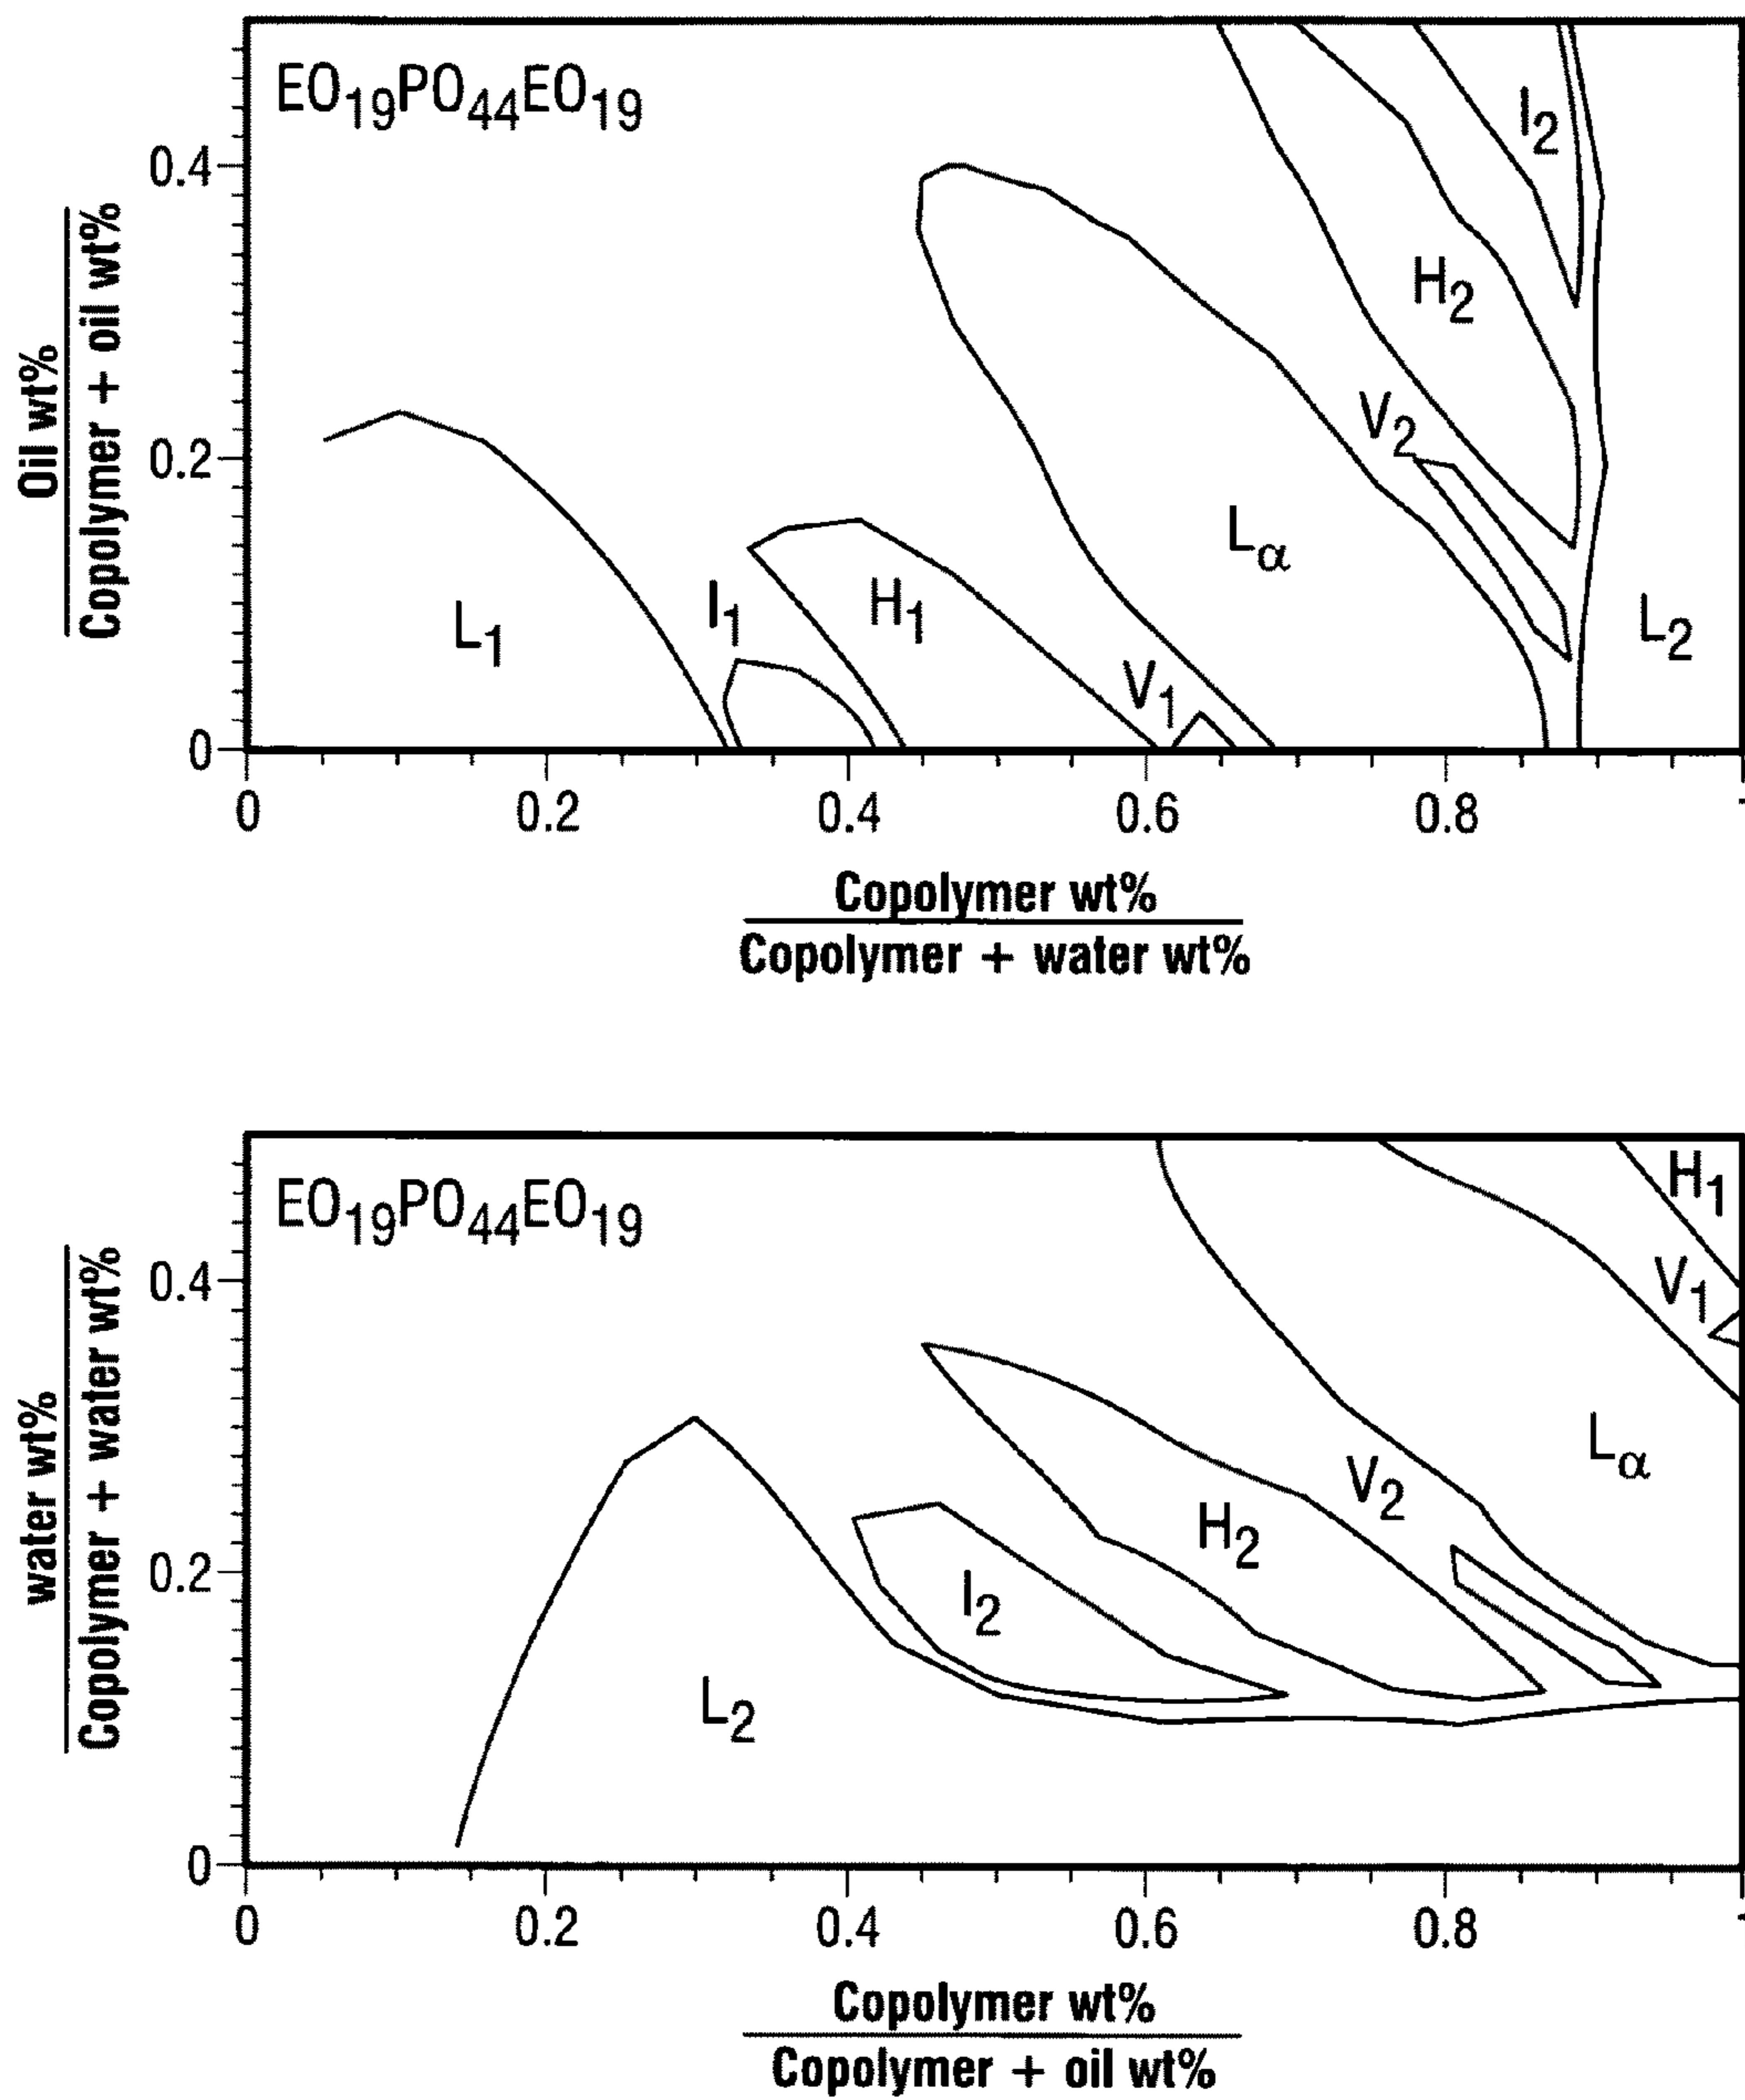 EO19PO44EO19
I2
0.4
H2
V2
0.2
Lα
I1
H1
L1
L2
V1
0
0
0.2
0.4
0.6
0.8
Oil wt%
Copolymer + oil wt%
Copolymer wt%
Copolymer + water wt%
EO19PO44EO19
H1
0.4
V1
Lα
V2
H2
0.2
I2
L2
0
0
0.2
0.4
0.6
0.8
water wt%
Copolymer + water wt%
Copolymer wt%
Copolymer + oil wt%